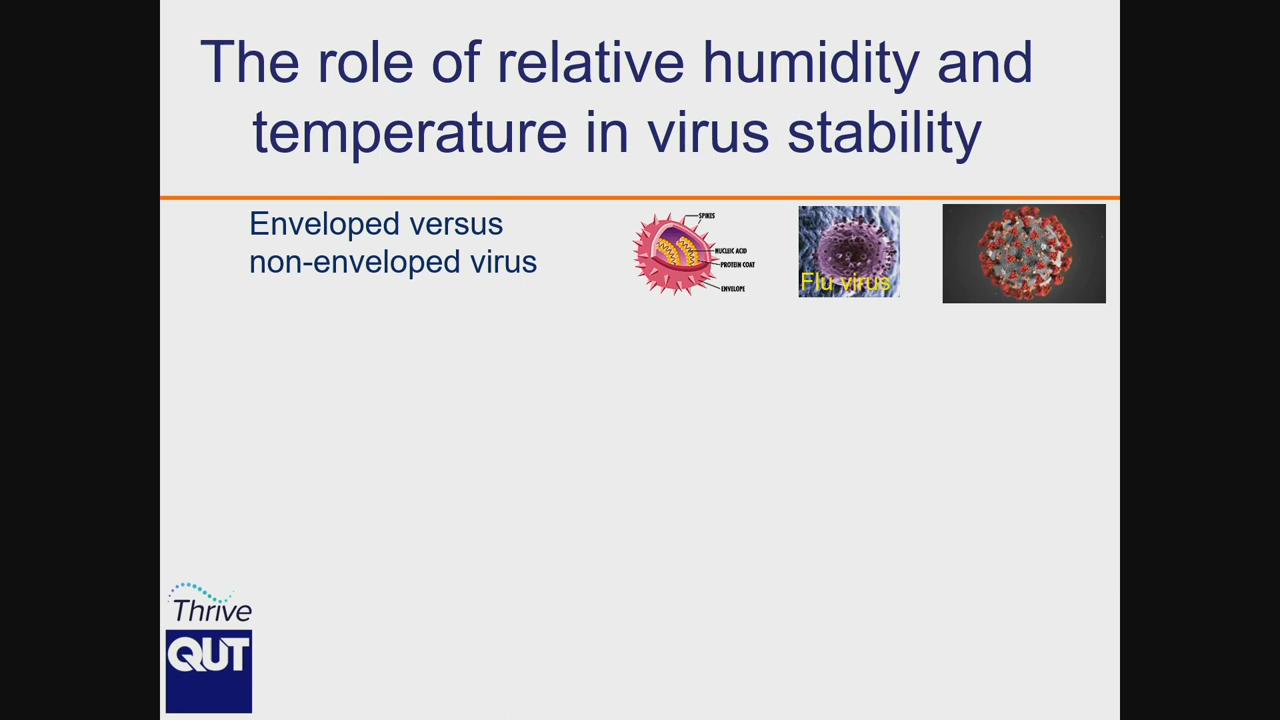 The role of relative humidity and
temperature in virus stability
Enveloped versus
non-enveloped virus
SPIKES
NUCLEIC ACID
PROTEIN COAT
ENVELOPE
Flu virus
Thrive
QUT